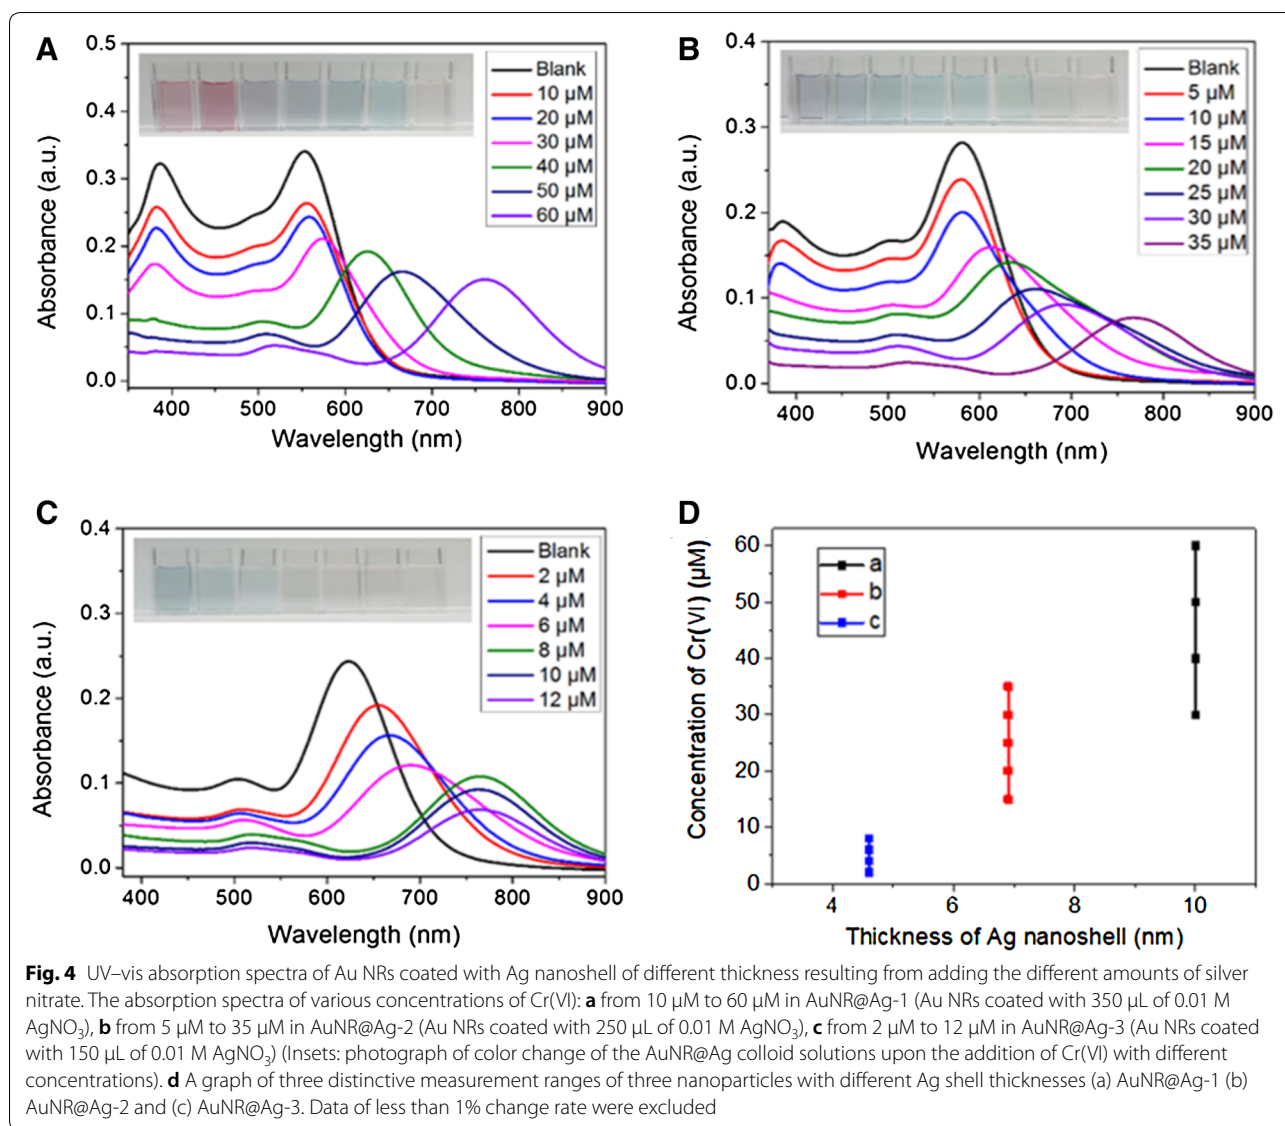 A
0.5
0.4
0.3
0.2
0.1
0.0
Absorbance (a.u.)
400 500 600 700 800 900
Wavelength (nm)
Blank
10 µM
20 µM
30 µM
40 µM
50 µM
60 µM
B
0.4
0.3
0.2
0.1
0.0
Absorbance (a.u.)
400 500 600 700 800 900
Wavelength (nm)
Blank
5 µM
10 µM
15 µM
20 µM
25 µM
30 µM
35 µM
C
0.4
0.3
0.2
0.1
0.0
Absorbance (a.u.)
400 500 600 700 800 900
Wavelength (nm)
Blank
2 µM
4 µM
6 µM
8 µM
10 µM
12 µM
D
60
50
40
30
20
10
0
Concentration of Cr(VI) (µM)
4 6 8 10
Thickness of Ag nanoshell (nm)
a
b
c
Fig. 4 UV–vis absorption spectra of Au NRs coated with Ag nanoshell of different thickness resulting from adding the different amounts of silver
nitrate. The absorption spectra of various concentrations of Cr(VI): a from 10 µM to 60 µM in AuNR@Ag-1 (Au NRs coated with 350 µL of 0.01 M
AgNO₃), b from 5 µM to 35 µM in AuNR@Ag-2 (Au NRs coated with 250 µL of 0.01 M AgNO₃), c from 2 µM to 12 µM in AuNR@Ag-3 (Au NRs coated
with 150 µL of 0.01 M AgNO₃) (Insets: photograph of color change of the AuNR@Ag colloid solutions upon the addition of Cr(VI) with different
concentrations). d A graph of three distinctive measurement ranges of three nanoparticles with different Ag shell thicknesses (a) AuNR@Ag-1 (b)
AuNR@Ag-2 and (c) AuNR@Ag-3. Data of less than 1% change rate were excluded